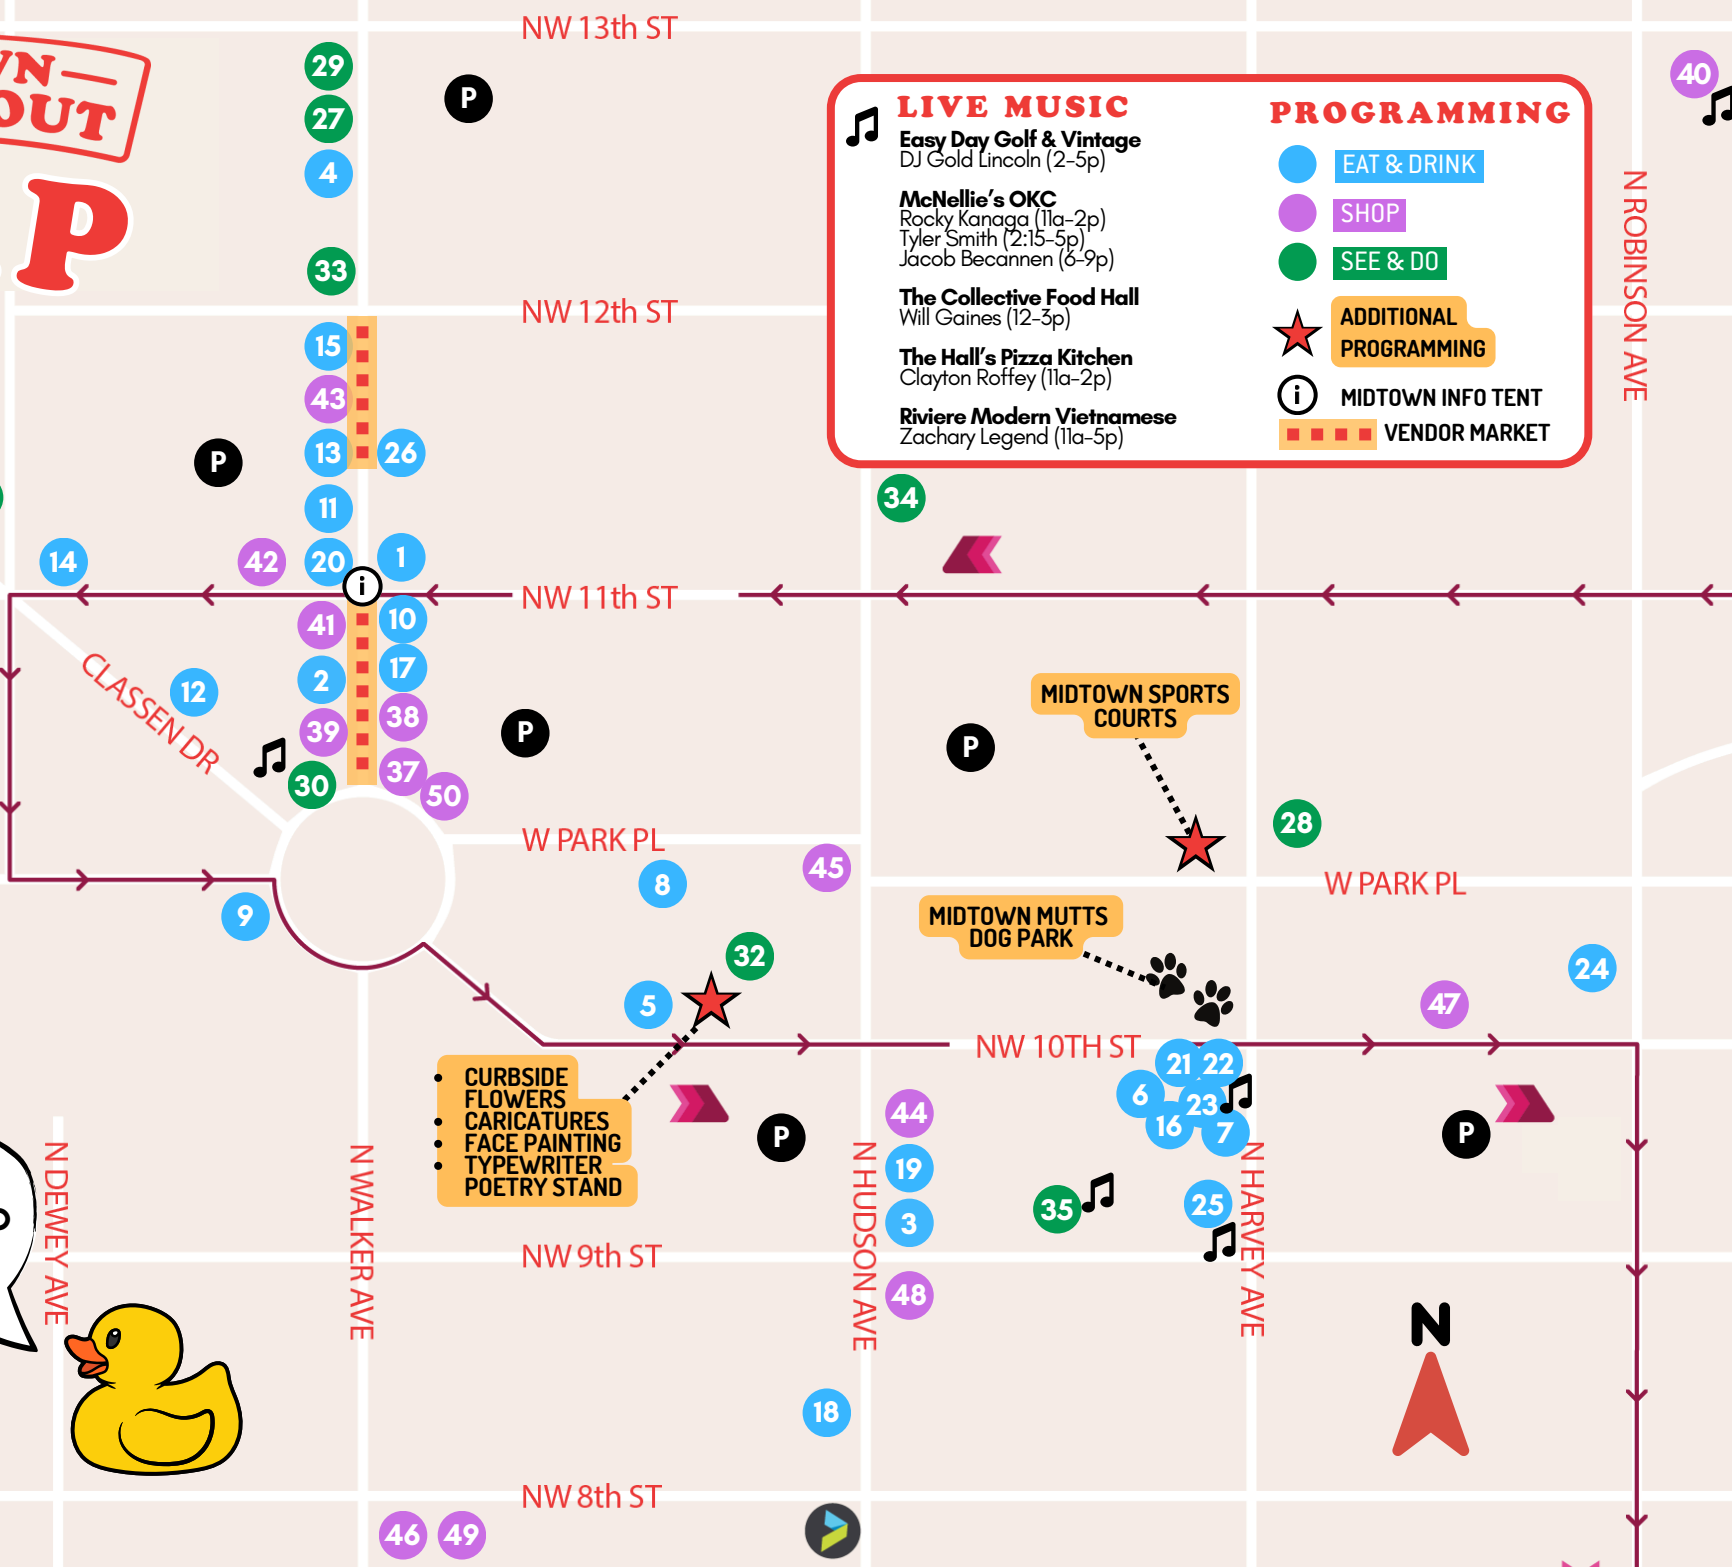 NW 13th ST
29
P
27
4
33
P
NW 12th ST
LIVE MUSIC
Easy Day Golf & Vintage
DJ Gold Lincoln (2-5p)
McNellie's OKC
Rocky Kanaga (11a-2p)
Tyler Smith (2:15-5p)
Jacob Becannen (6-9p)
The Collective Food Hall
Will Gaines (12-3p)
The Hall's Pizza Kitchen
Clayton Roffey (11a-2p)
Riviere Modern Vietnamese
Zachary Legend (11a-5p)
PROGRAMMING
EAT & DRINK
SHOP
SEE & DO
ADDITIONAL
PROGRAMMING
i
MIDTOWN INFO TENT
VENDOR MARKET
40
N ROBINSON AVE
15
43
13
26
P
11
34
14
42
20
1
i
NW 11th ST
41
10
2
17
12
CLASSEN DR
39
38
30
37
50
P
P
MIDTOWN SPORTS
COURTS
28
W PARK PL
W PARK PL
8
45
9
MIDTOWN MUTTS
DOG PARK
32
5
24
47
NW 10TH ST
CURBSIDE
FLOWERS
CARICATURES
FACE PAINTING
TYPEWRITER
POETRY STAND
P
44
19
3
21
22
6
23
16
7
P
35
25
N DEWEY AVE
N WALKER AVE
N HUDSON AVE
N HARVEY AVE
NW 9th ST
48
N
18
NW 8th ST
46
49